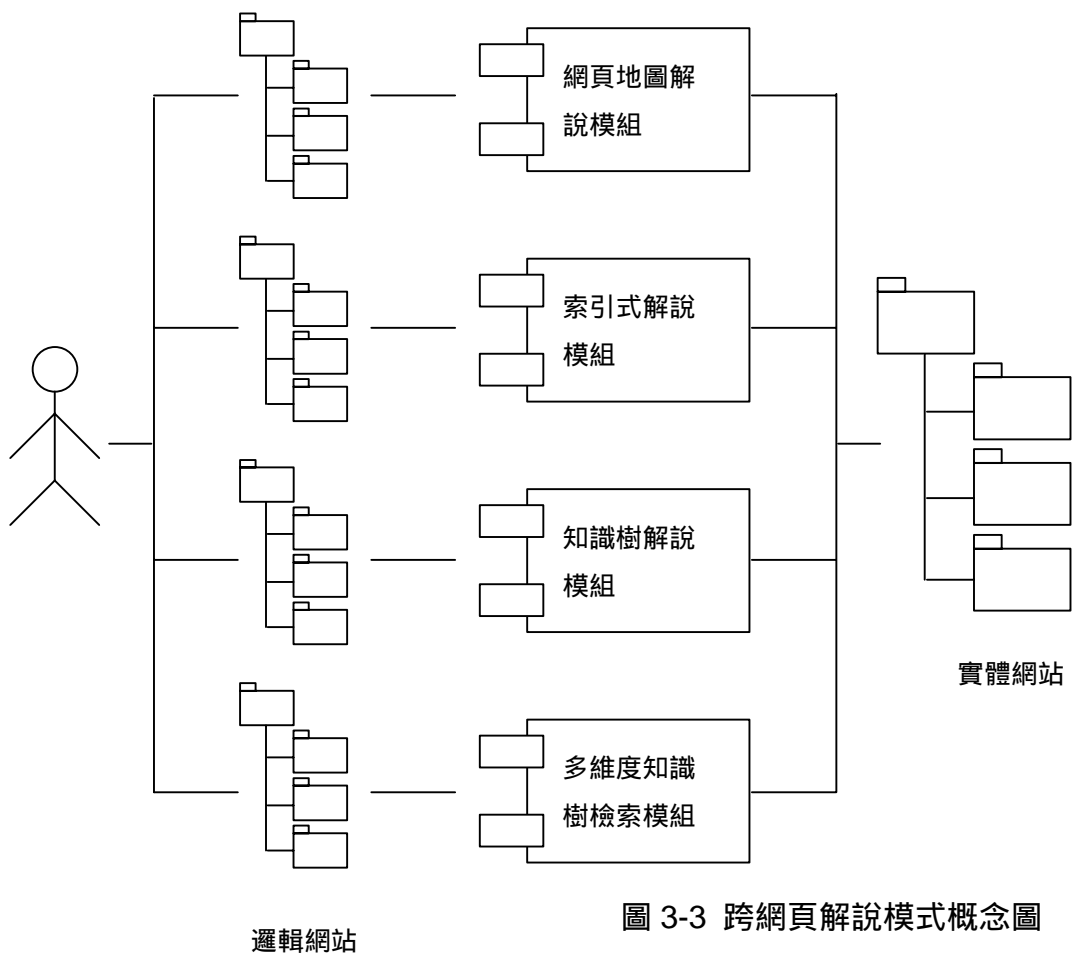 網頁地圖解
說模組
索引式解說
模組
知識樹解說
模組
實體網站
多維度知識
樹檢索模組
圖 3-3 跨網頁解說模式概念圖
邏輯網站